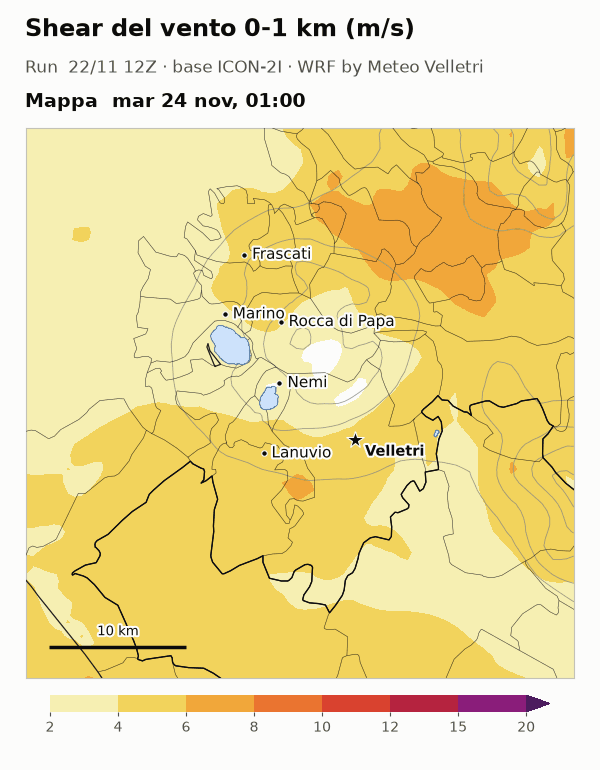 Shear del vento 0-1 km (m/s)
Run  22/11 12Z · base ICON-2I · WRF by Meteo Velletri
Mappa  mar 24 nov, 01:00
Frascati
Marino
Rocca di Papa
Nemi
Lanuvio
Velletri
10 km
2 4 6 8 10 12 15 20